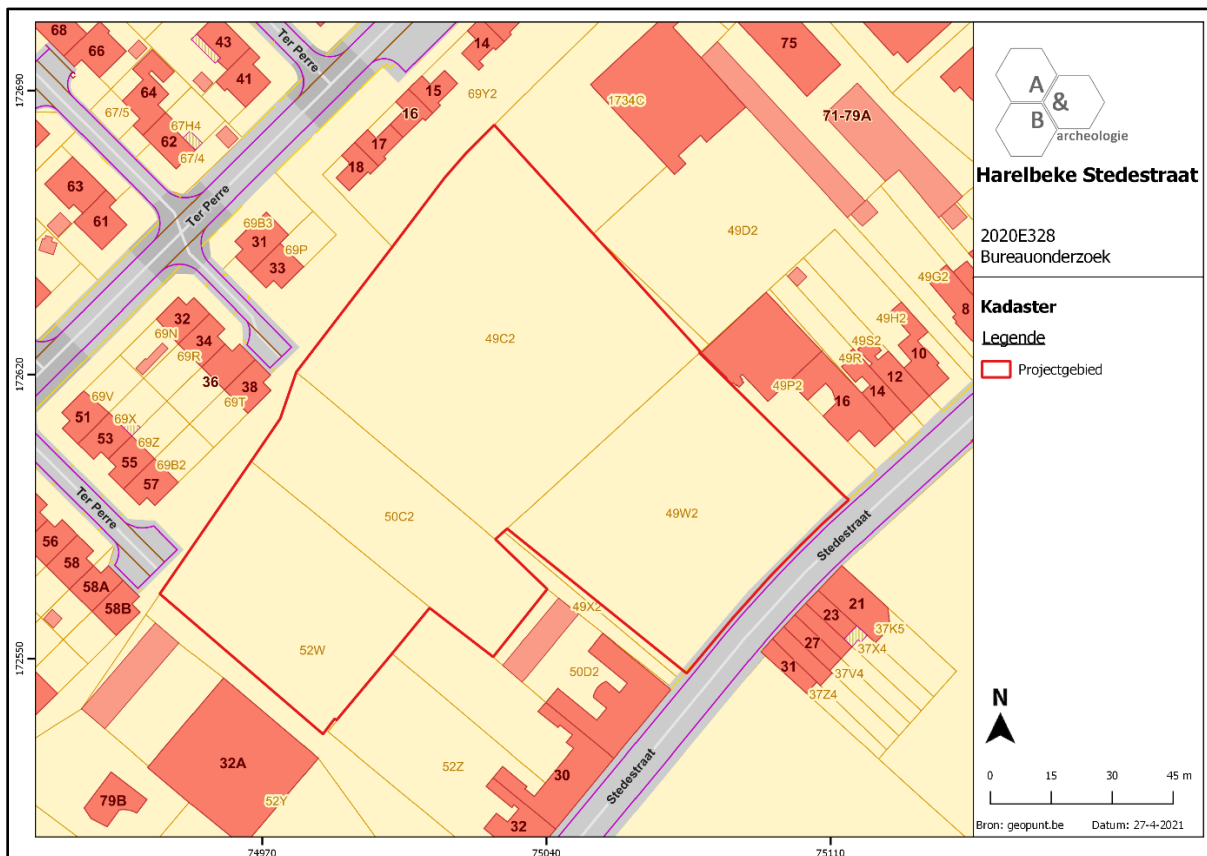 68
66
43
41
Ter Perre
14
75
67/5
64
67H4
62
67/4
15
16
17
18
69Y2
1734C
71-79A
63
61
Ter Perre
69B3
31
69P
33
49D2
49G2
8
32
69N
34
69R
36
38
69T
49C2
49H2
49S2
49R
10
12
14
16
49P2
69V
51
69X
53
69Z
55
69B2
57
Ter Perre
50C2
49W2
Stedestraat
56
58
58A
58B
49X2
21
23
37K5
27
37X4
31
37V4
37Z4
52W
50D2
32A
79B
52Y
52Z
30
32
Stedestraat
172690
172620
172550
74970
75040
75110
A
&
B
archeologie
Harelbeke Stedestraat
2020E328
Bureauonderzoek
Kadaster
Legende
Projectgebied
N
0 15 30 45 m
Bron: geopunt.be Datum: 27-4-2021